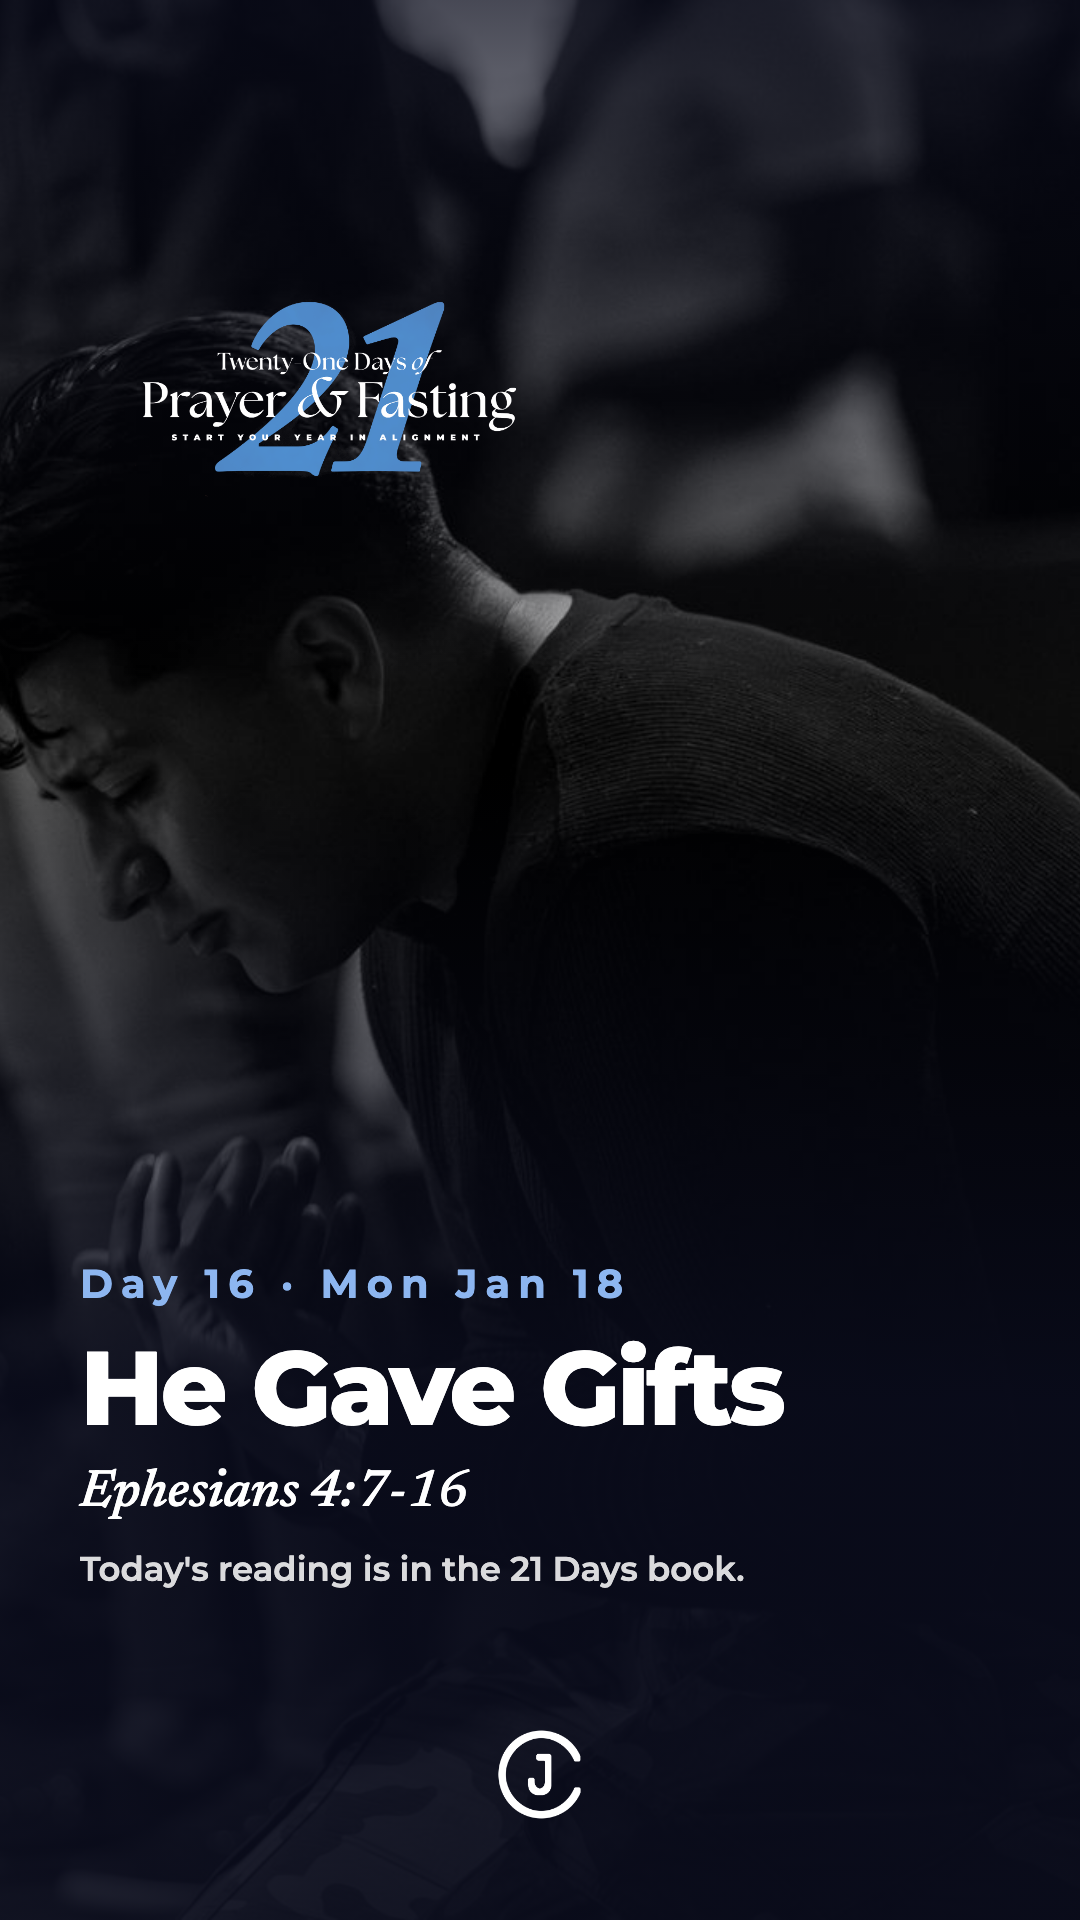 21
Twenty-One Days of
Prayer & Fasting
START YOUR YEAR IN ALIGNMENT
Day 16 · Mon Jan 18
He Gave Gifts
Ephesians 4:7-16
Today's reading is in the 21 Days book.
JC